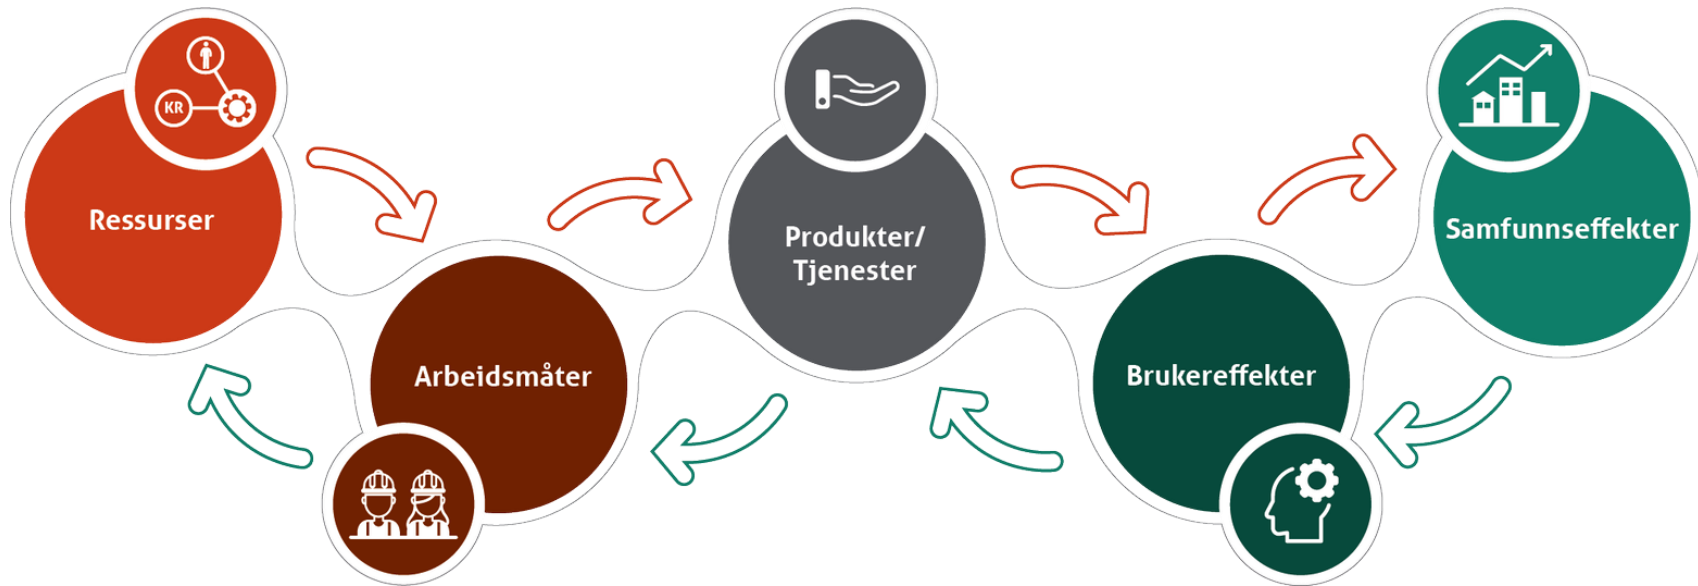 KR
Ressurser
Arbeidsmåter
Produkter/
Tjenester
Brukereffekter
Samfunnseffekter